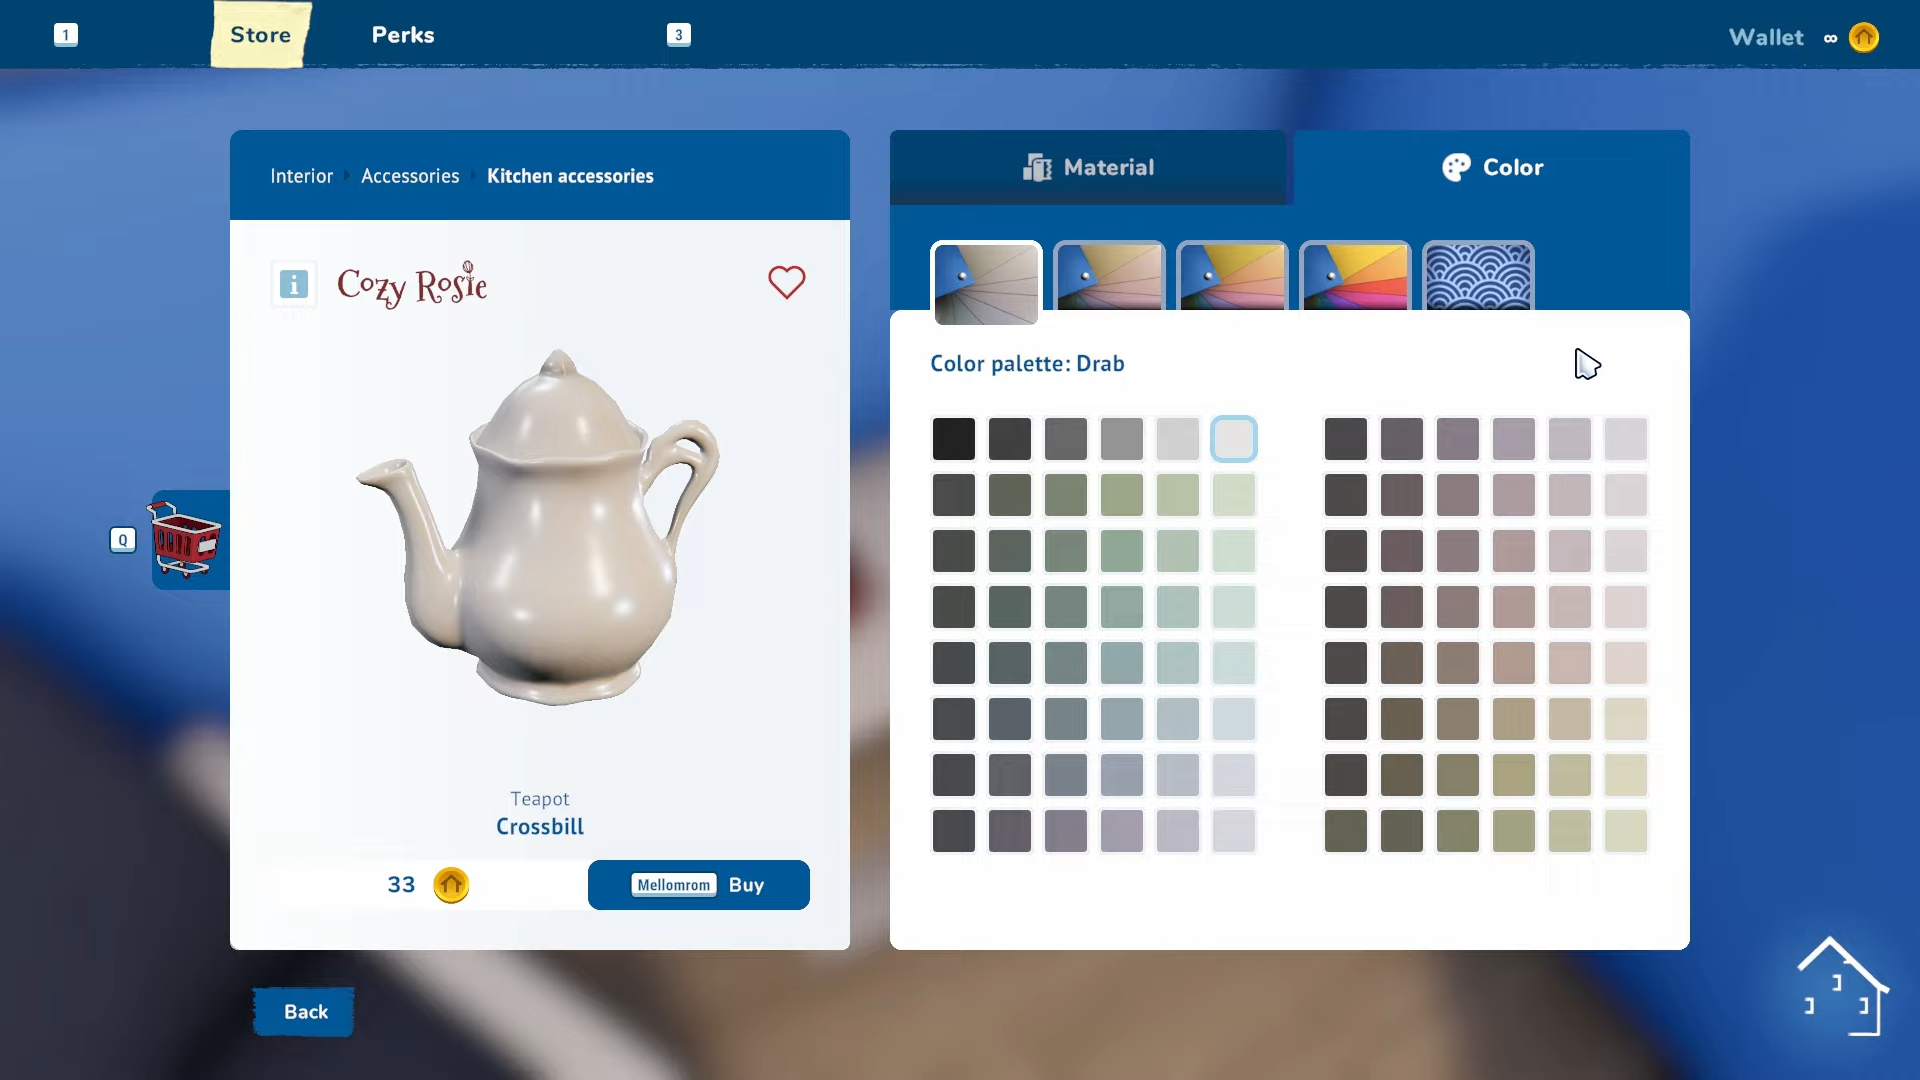 1
Store
Perks
3
Wallet ∞
Interior Accessories Kitchen accessories
Material
Color
i
Cozy Rosie
Color palette: Drab
Q
Teapot
Crossbill
33
Mellomrom Buy
Back